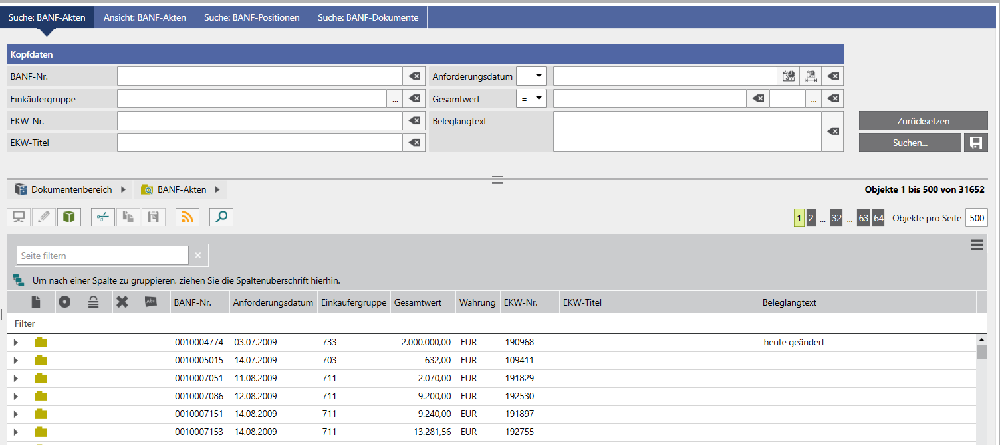 Suche: BANF-Akten Ansicht: BANF-Akten Suche: BANF-Positionen Suche: BANF-Dokumente
Kopfdaten
BANF-Nr. Anforderungsdatum =
Einkäufergruppe ... Gesamtwert = ...
EKW-Nr. Beleglangtext Zurücksetzen
EKW-Titel Suchen...
Dokumentenbereich BANF-Akten Objekte 1 bis 500 von 31652
1 2 ... 32 ... 63 64 Objekte pro Seite 500
Seite filtern
Um nach einer Spalte zu gruppieren, ziehen Sie die Spaltenüberschrift hierhin.
Abc BANF-Nr. Anforderungsdatum Einkäufergruppe Gesamtwert Währung EKW-Nr. EKW-Titel Beleglangtext
Filter
0010004774 03.07.2009 733 2.000.000,00 EUR 190968 heute geändert
0010005015 14.07.2009 703 632,00 EUR 109411
0010007051 11.08.2009 711 2.070,00 EUR 191829
0010007086 12.08.2009 711 9.200,00 EUR 192530
0010007151 14.08.2009 711 9.240,00 EUR 191897
0010007153 14.08.2009 711 13.281,56 EUR 192755